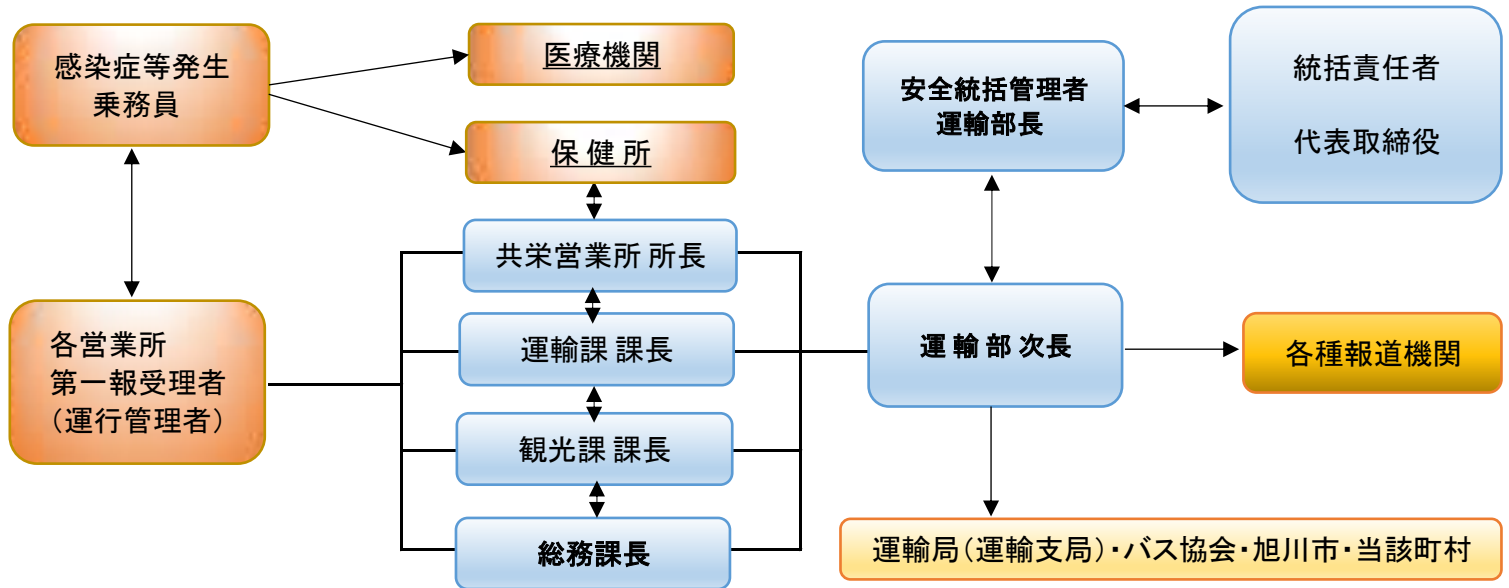 感染症等発生
乗務員
医療機関
保 健 所
各営業所
第一報受理者
（運行管理者）
共栄営業所 所長
運輸課 課長
観光課 課長
総務課長
安全統括管理者
運輸部長
統括責任者
代表取締役
運 輸 部 次長
各種報道機関
運輸局（運輸支局）・バス協会・旭川市・当該町村